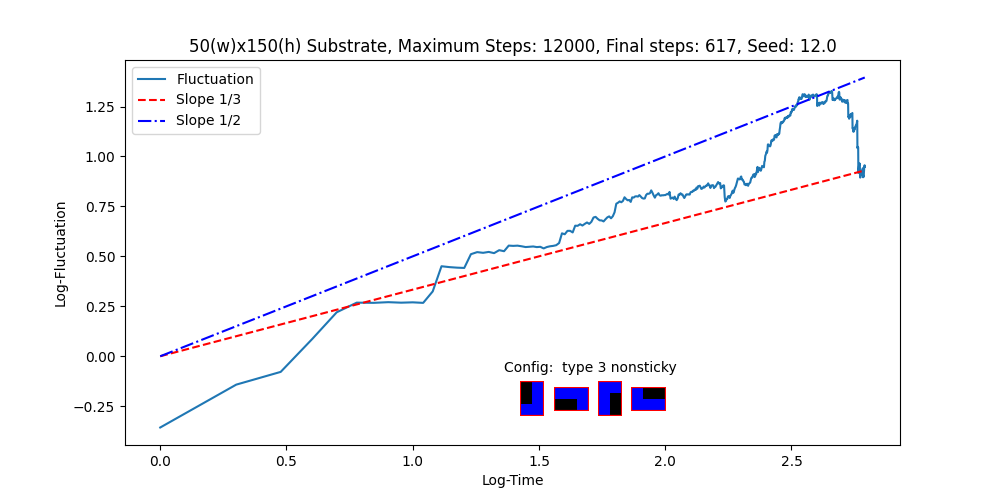 50(w)x150(h) Substrate, Maximum Steps: 12000, Final steps: 617, Seed: 12.0
Fluctuation
Slope 1/3
Slope 1/2
1.25
1.00
0.75
0.50
0.25
0.00
−0.25
Log-Fluctuation
Config:  type 3 nonsticky
0.0 0.5 1.0 1.5 2.0 2.5
Log-Time